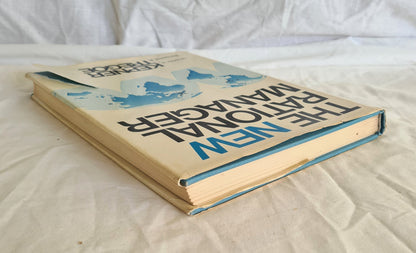 THE NEW
RATIONAL
MANAGER
KEPNER
TREGOE